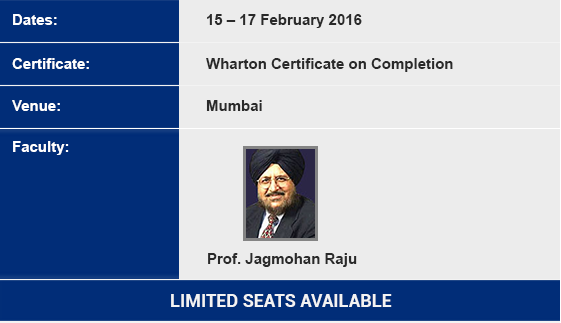 Dates:
15 – 17 February 2016
Certificate:
Wharton Certificate on Completion
Venue:
Mumbai
Faculty:
Prof. Jagmohan Raju
LIMITED SEATS AVAILABLE